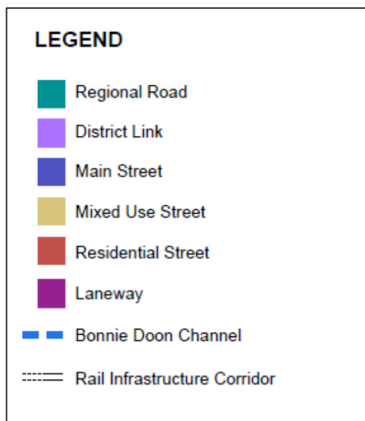 LEGEND
Regional Road
District Link
Main Street
Mixed Use Street
Residential Street
Laneway
Bonnie Doon Channel
Rail Infrastructure Corridor